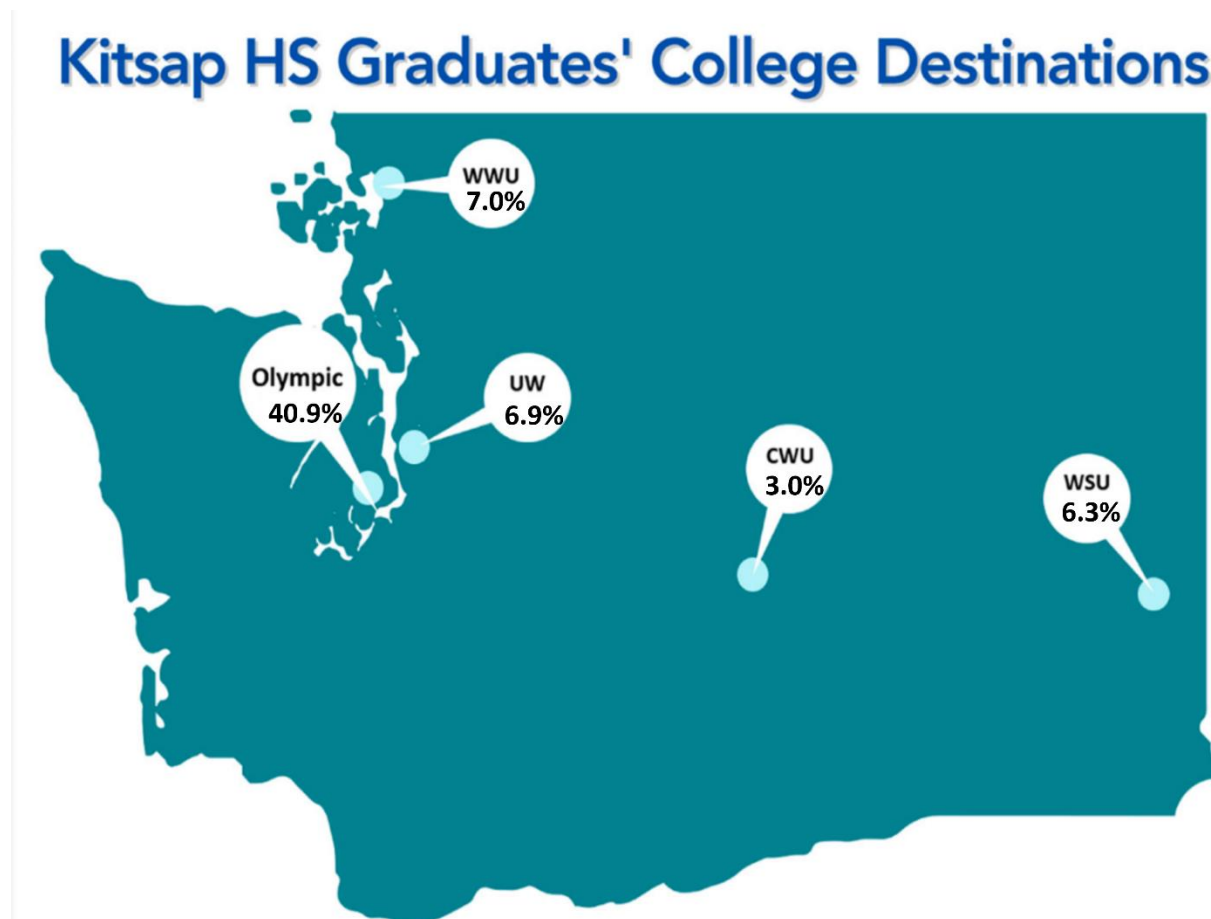 Kitsap HS Graduates' College Destinations
WWU
7.0%
Olympic
40.9%
UW
6.9%
CWU
3.0%
WSU
6.3%